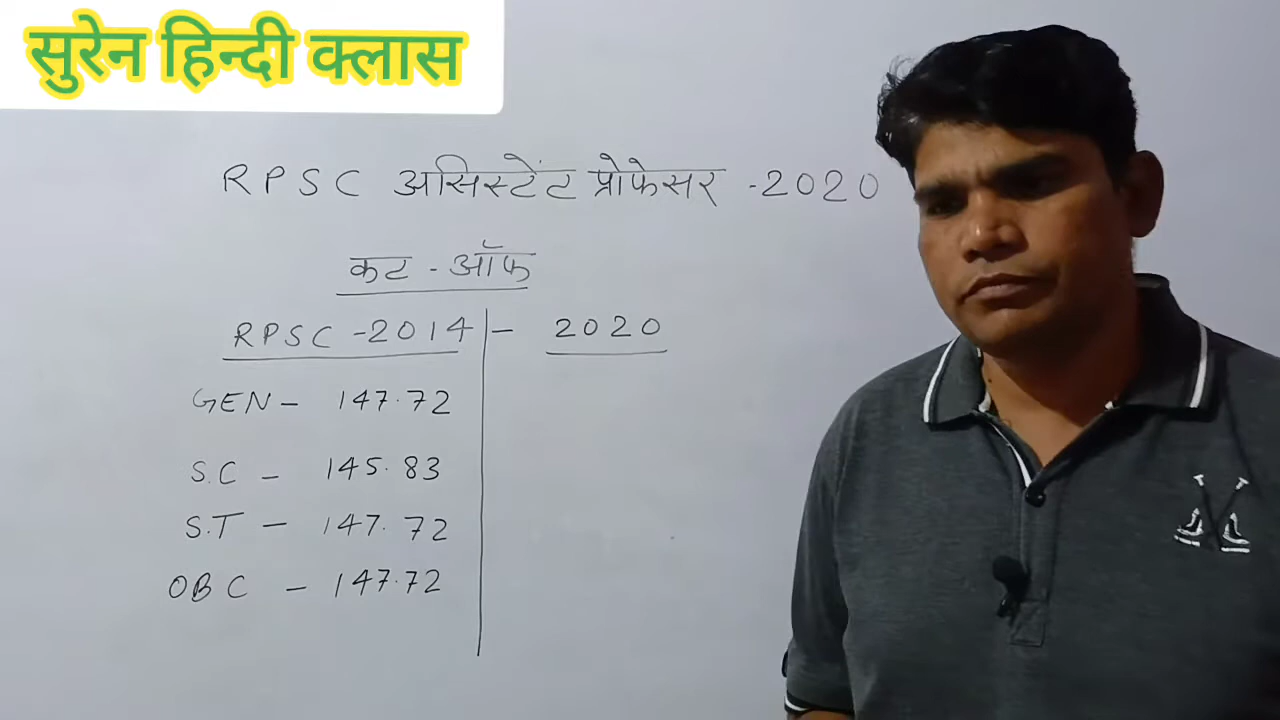 सुरेन हिन्दी क्लास
RPSC असिस्टेंट प्रोफेसर -2020
कट - ऑफ
RPSC -2014 - 2020
GEN - 147.72
S.C - 145.83
S.T - 147.72
OBC - 147.72